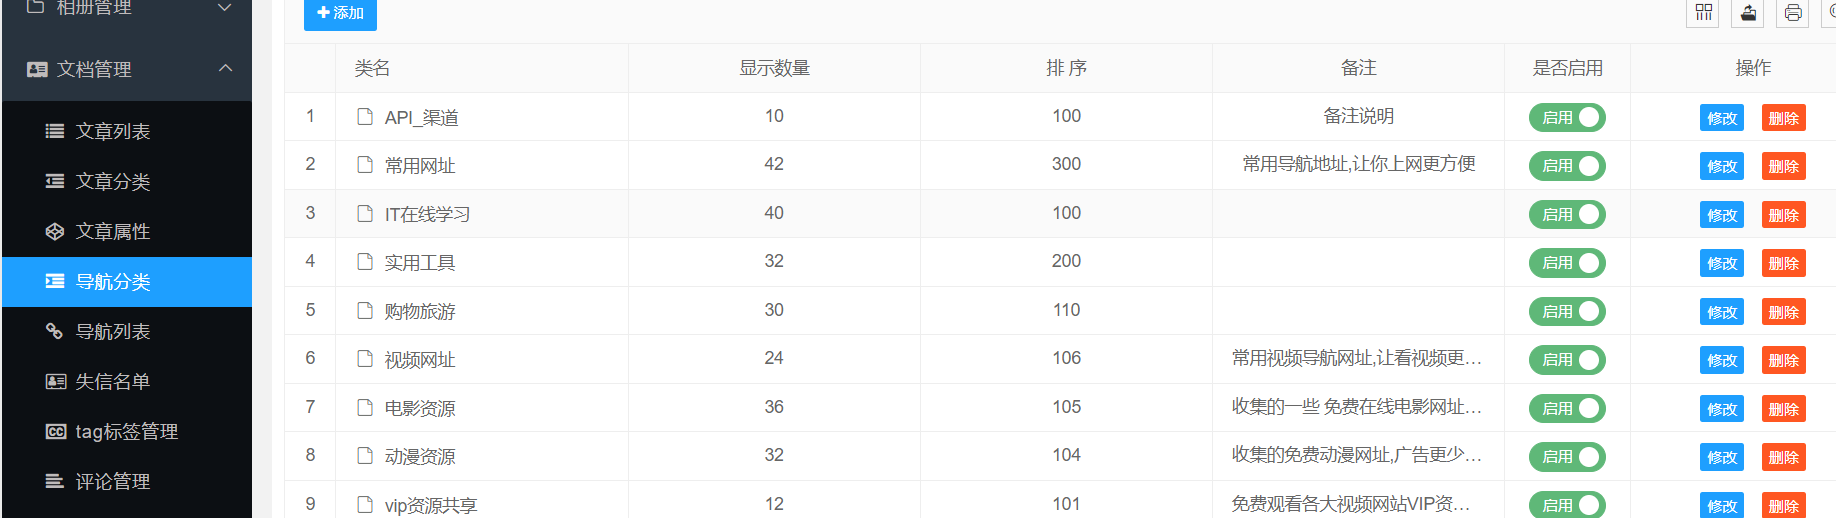 相册管理
添加
文档管理
文章列表
文章分类
文章属性
导航分类
导航列表
失信名单
tag标签管理
评论管理
类名 显示数量 排 序 备注 是否启用 操作
1 API_渠道 10 100 备注说明 启用 修改 删除
2 常用网址 42 300 常用导航地址,让你上网更方便 启用 修改 删除
3 IT在线学习 40 100 启用 修改 删除
4 实用工具 32 200 启用 修改 删除
5 购物旅游 30 110 启用 修改 删除
6 视频网址 24 106 常用视频导航网址,让看视频更... 启用 修改 删除
7 电影资源 36 105 收集的一些 免费在线电影网址... 启用 修改 删除
8 动漫资源 32 104 收集的免费动漫网址,广告更少... 启用 修改 删除
9 vip资源共享 12 101 免费观看各大视频网站VIP资... 启用 修改 删除